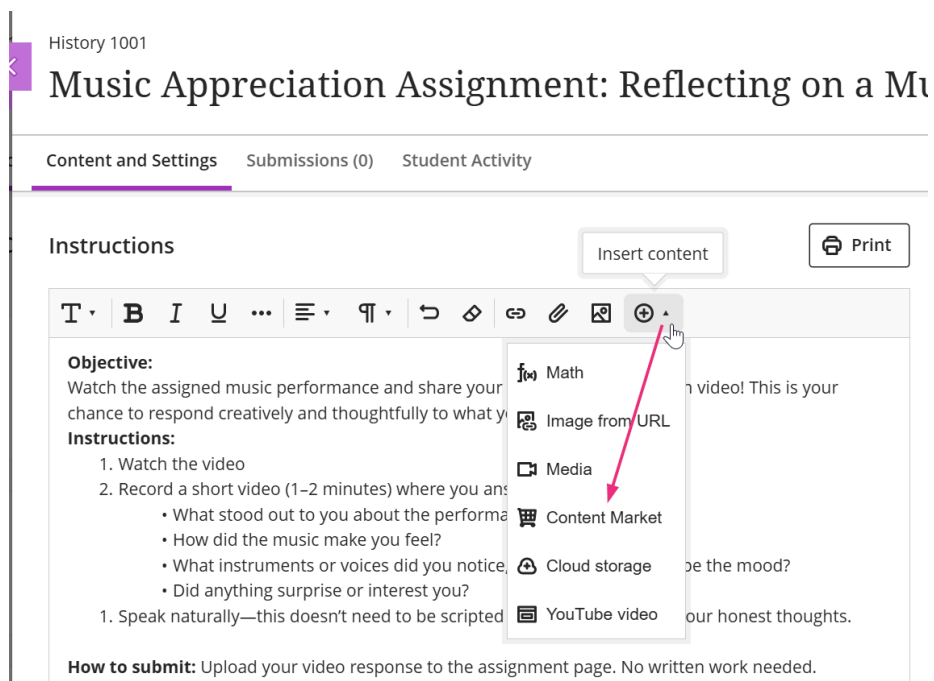 History 1001
Music Appreciation Assignment: Reflecting on a Mu
Content and Settings Submissions (0) Student Activity
Instructions
Insert content
Print
Objective:
Watch the assigned music performance and share your n video! This is your
chance to respond creatively and thoughtfully to what y
Instructions:
1. Watch the video
2. Record a short video (1–2 minutes) where you ans
• What stood out to you about the performa
• How did the music make you feel?
• What instruments or voices did you notice, be the mood?
• Did anything surprise or interest you?
1. Speak naturally—this doesn't need to be scripted our honest thoughts.
How to submit: Upload your video response to the assignment page. No written work needed.
Math
Image from URL
Media
Content Market
Cloud storage
YouTube video